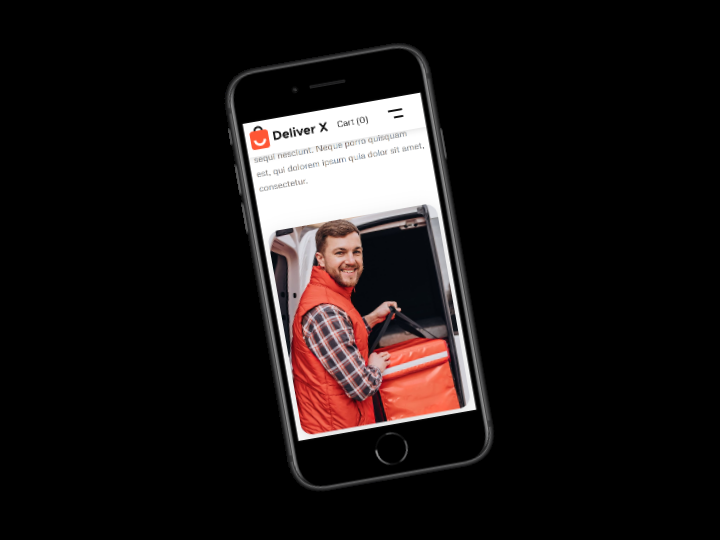 Deliver X Cart (0)
sequi nesciunt. Neque porro quisquam
est, qui dolorem ipsum quia dolor sit amet,
consectetur.